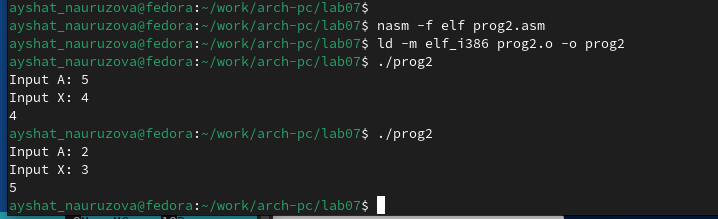 ayshat_nauruzova@fedora:~/work/arch-pc/lab07$
ayshat_nauruzova@fedora:~/work/arch-pc/lab07$ nasm -f elf prog2.asm
ayshat_nauruzova@fedora:~/work/arch-pc/lab07$ ld -m elf_i386 prog2.o -o prog2
ayshat_nauruzova@fedora:~/work/arch-pc/lab07$ ./prog2
Input A: 5
Input X: 4
4
ayshat_nauruzova@fedora:~/work/arch-pc/lab07$ ./prog2
Input A: 2
Input X: 3
5
ayshat_nauruzova@fedora:~/work/arch-pc/lab07$